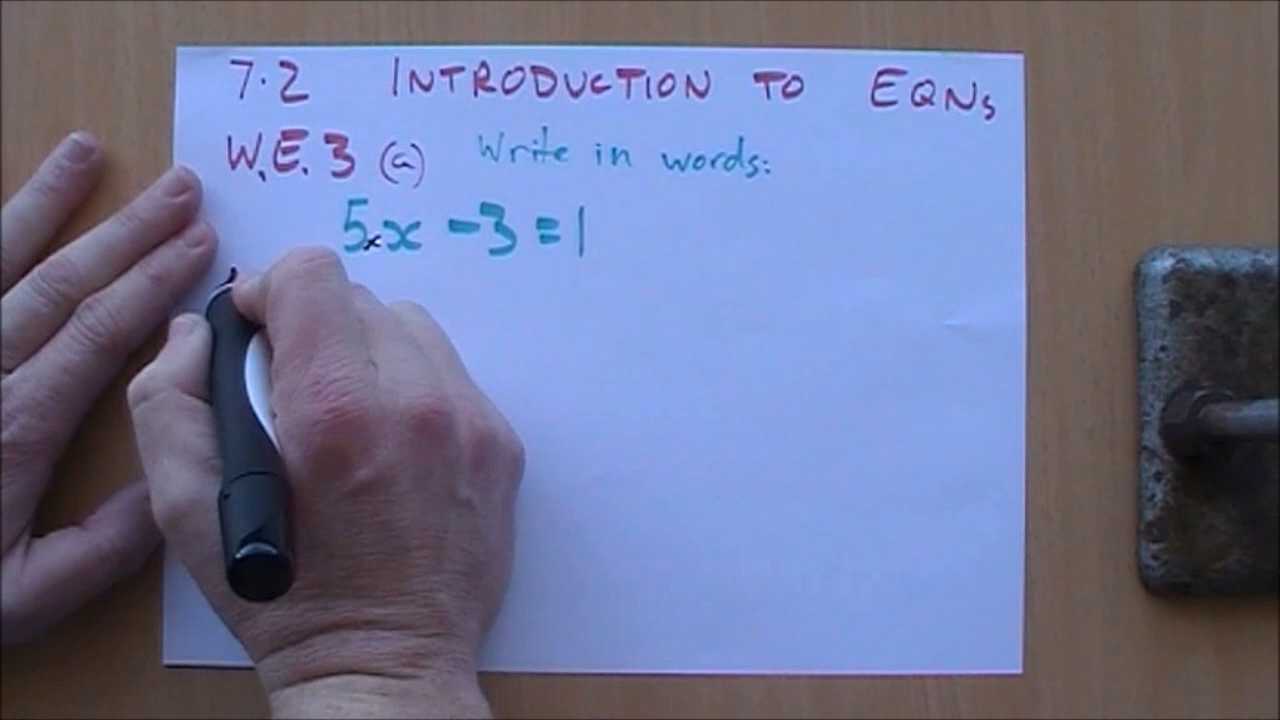 7.2 INTRODUCTION TO EQNs
W.E. 3 (a) Write in words:
5×x - 3 = 1